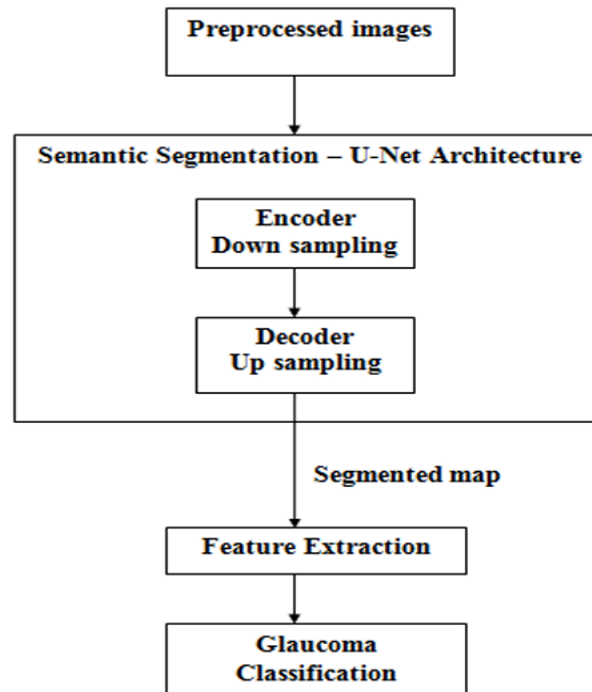 Preprocessed images
Semantic Segmentation – U-Net Architecture
Encoder
Down sampling
Decoder
Up sampling
Segmented map
Feature Extraction
Glaucoma
Classification